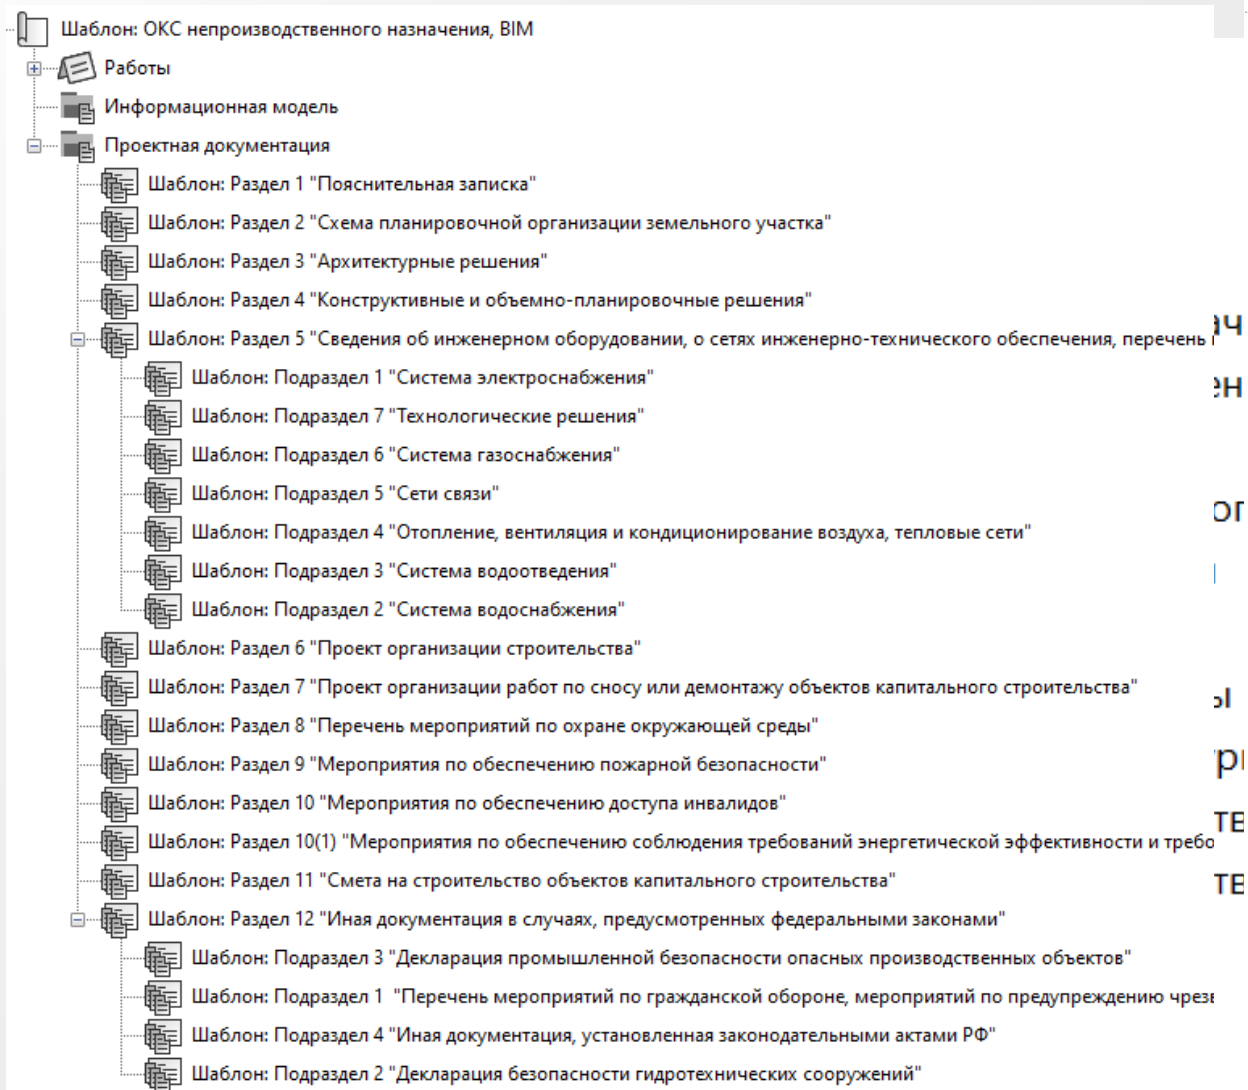 Шаблон: ОКС непроизводственного назначения, BIM
Работы
Информационная модель
Проектная документация
Шаблон: Раздел 1 "Пояснительная записка"
Шаблон: Раздел 2 "Схема планировочной организации земельного участка"
Шаблон: Раздел 3 "Архитектурные решения"
Шаблон: Раздел 4 "Конструктивные и объемно-планировочные решения"
Шаблон: Раздел 5 "Сведения об инженерном оборудовании, о сетях инженерно-технического обеспечения, перечень
Шаблон: Подраздел 1 "Система электроснабжения"
Шаблон: Подраздел 7 "Технологические решения"
Шаблон: Подраздел 6 "Система газоснабжения"
Шаблон: Подраздел 5 "Сети связи"
Шаблон: Подраздел 4 "Отопление, вентиляция и кондиционирование воздуха, тепловые сети"
Шаблон: Подраздел 3 "Система водоотведения"
Шаблон: Подраздел 2 "Система водоснабжения"
Шаблон: Раздел 6 "Проект организации строительства"
Шаблон: Раздел 7 "Проект организации работ по сносу или демонтажу объектов капитального строительства"
Шаблон: Раздел 8 "Перечень мероприятий по охране окружающей среды"
Шаблон: Раздел 9 "Мероприятия по обеспечению пожарной безопасности"
Шаблон: Раздел 10 "Мероприятия по обеспечению доступа инвалидов"
Шаблон: Раздел 10(1) "Мероприятия по обеспечению соблюдения требований энергетической эффективности и требо
Шаблон: Раздел 11 "Смета на строительство объектов капитального строительства"
Шаблон: Раздел 12 "Иная документация в случаях, предусмотренных федеральными законами"
Шаблон: Подраздел 3 "Декларация промышленной безопасности опасных производственных объектов"
Шаблон: Подраздел 1  "Перечень мероприятий по гражданской обороне, мероприятий по предупреждению чрез
Шаблон: Подраздел 4 "Иная документация, установленная законодательными актами РФ"
Шаблон: Подраздел 2 "Декларация безопасности гидротехнических сооружений"